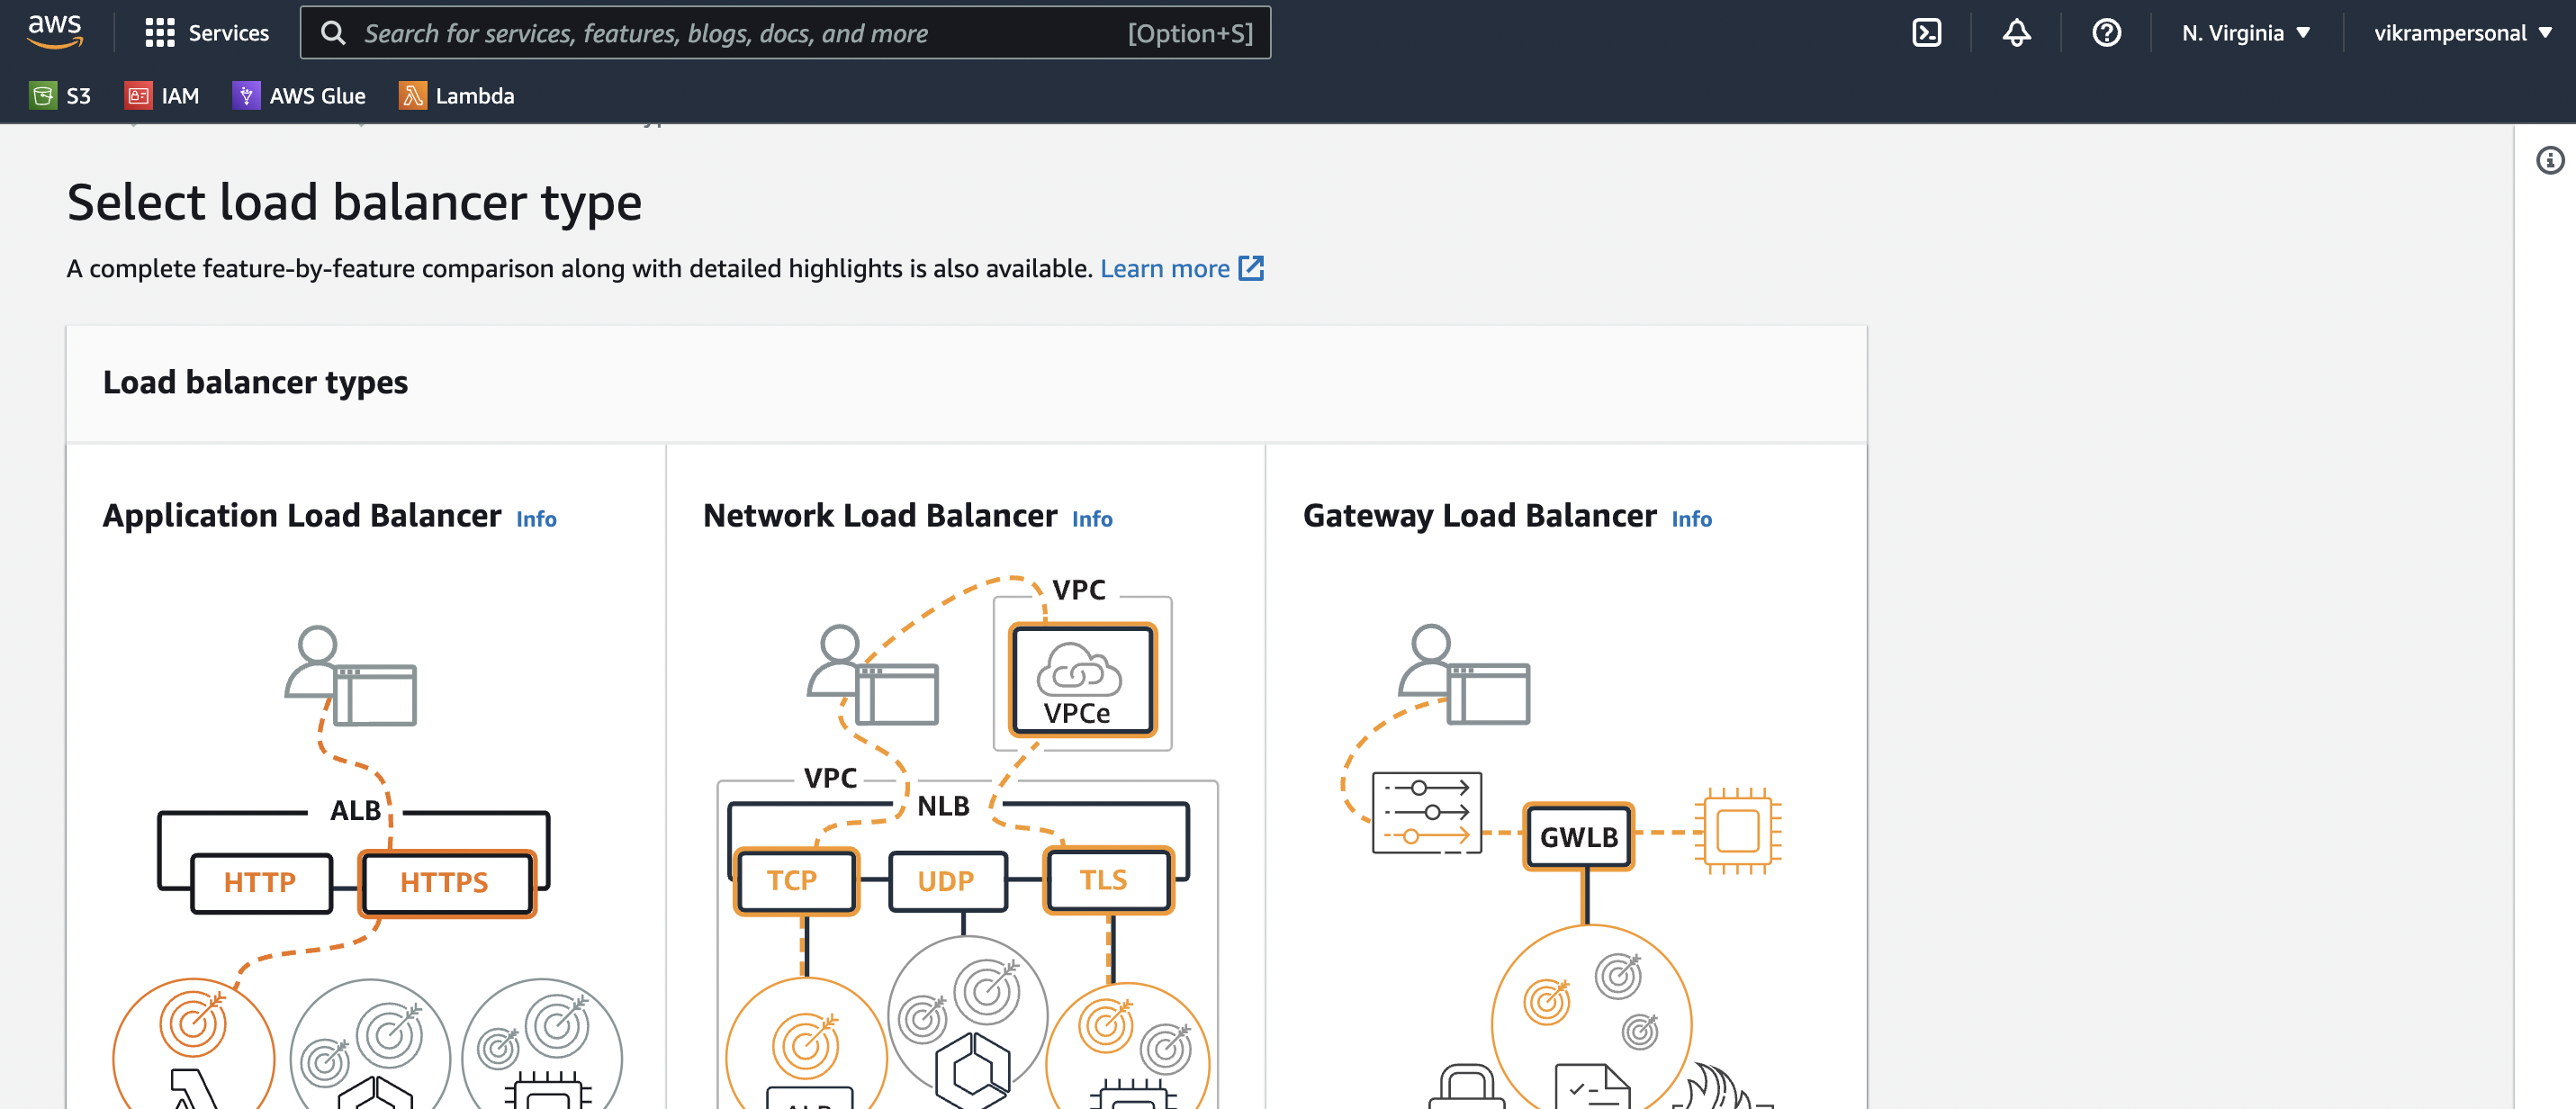 aws Services Search for services, features, blogs, docs, and more [Option+S] N. Virginia vikrampersonal
S3 IAM AWS Glue Lambda
Select load balancer type
A complete feature-by-feature comparison along with detailed highlights is also available. Learn more
Load balancer types
Application Load Balancer Info
ALB
HTTP HTTPS
Network Load Balancer Info
VPC
VPCe
VPC
NLB
TCP UDP TLS
Gateway Load Balancer Info
GWLB